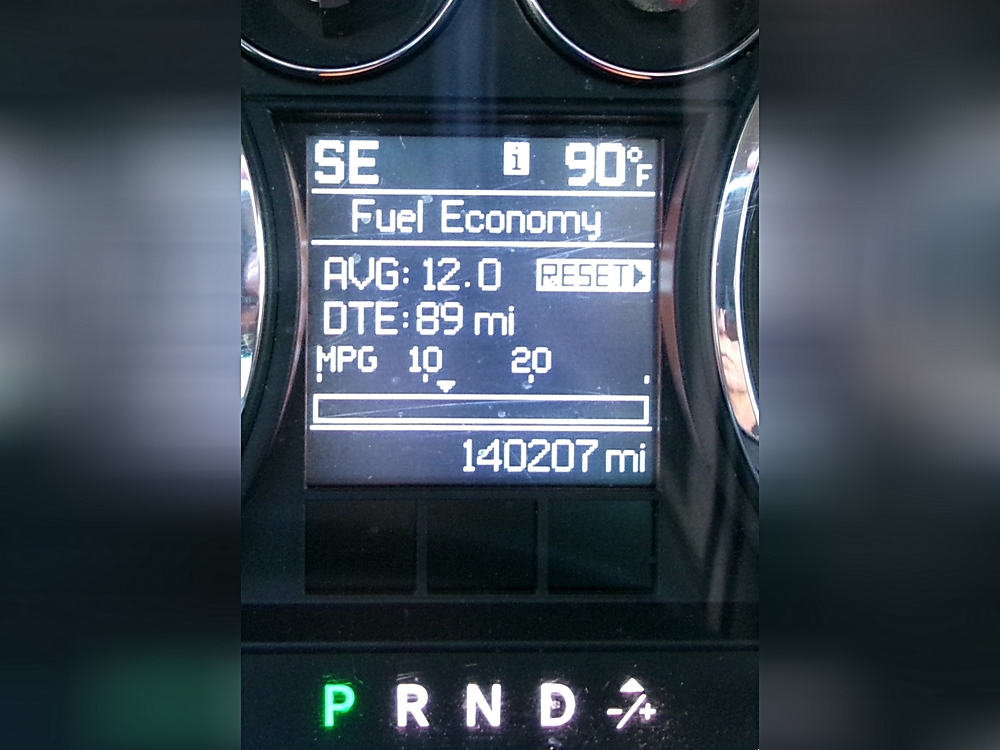 SE i 90°F
Fuel Economy
AVG: 12.0 RESET▶
DTE: 89 mi
MPG 10 20
140207 mi
P R N D -/+